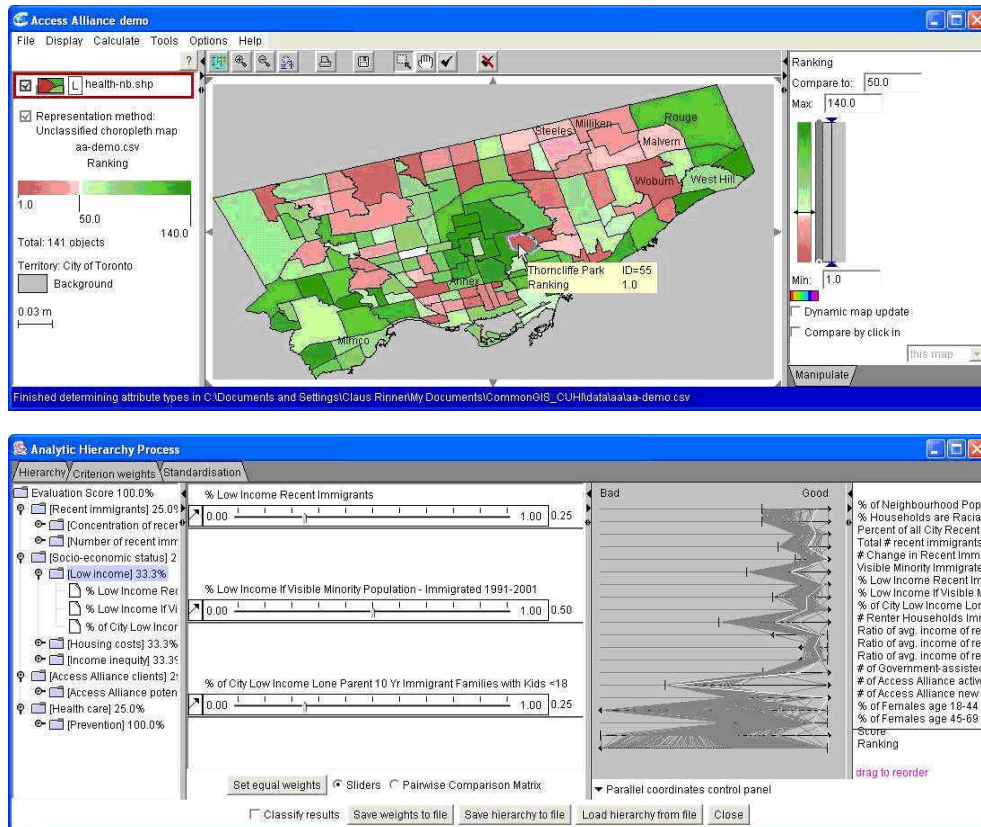 Access Alliance demo
File Display Calculate Tools Options Help
?
L health-nb.shp
Representation method:
Unclassified choropleth map
aa-demo.csv
Ranking
1.0
50.0
140.0
Total: 141 objects
Territory: City of Toronto
Background
0.03 m
Steeles
Milliken
Rouge
Malvern
Woburn
West Hill
Annex
Mimico
Thorncliffe Park ID=55
Ranking 1.0
Ranking
Compare to: 50.0
Max: 140.0
Min: 1.0
Dynamic map update
Compare by click in
this map
Manipulate
Finished determining attribute types in C:\Documents and Settings\Claus Rinner\My Documents\CommonGIS_CUHI\data\aa\aa-demo.csv
Analytic Hierarchy Process
Hierarchy Criterion weights Standardisation
Evaluation Score 100.0%
[Recent immigrants] 25.0%
[Concentration of recer
[Number of recent imm
[Socio-economic status] 2
[Low income] 33.3%
% Low Income Rec
% Low Income If Vi
% of City Low Incor
[Housing costs] 33.3%
[Income inequity] 33.3%
[Access Alliance clients] 2
[Access Alliance poten
[Health care] 25.0%
[Prevention] 100.0%
% Low Income Recent Immigrants
0.00 1.00 0.25
% Low Income If Visible Minority Population - Immigrated 1991-2001
0.00 1.00 0.50
% of City Low Income Lone Parent 10 Yr Immigrant Families with Kids <18
0.00 1.00 0.25
Set equal weights Sliders Pairwise Comparison Matrix
Bad Good
% of Neighbourhood Pop
% Households are Racia
Percent of all City Recent
Total # recent immigrants
# Change in Recent Imm
Visible Minority Immigrate
% Low Income Recent Im
% Low Income If Visible M
% of City Low Income Lor
# Renter Households Imi
Ratio of avg. income of re
Ratio of avg. income of re
Ratio of avg. income of re
# of Government-assisted
# of Access Alliance active
# of Access Alliance new
% of Females age 18-44
% of Females age 45-69
Score
Ranking
drag to reorder
Parallel coordinates control panel
Classify results Save weights to file Save hierarchy to file Load hierarchy from file Close